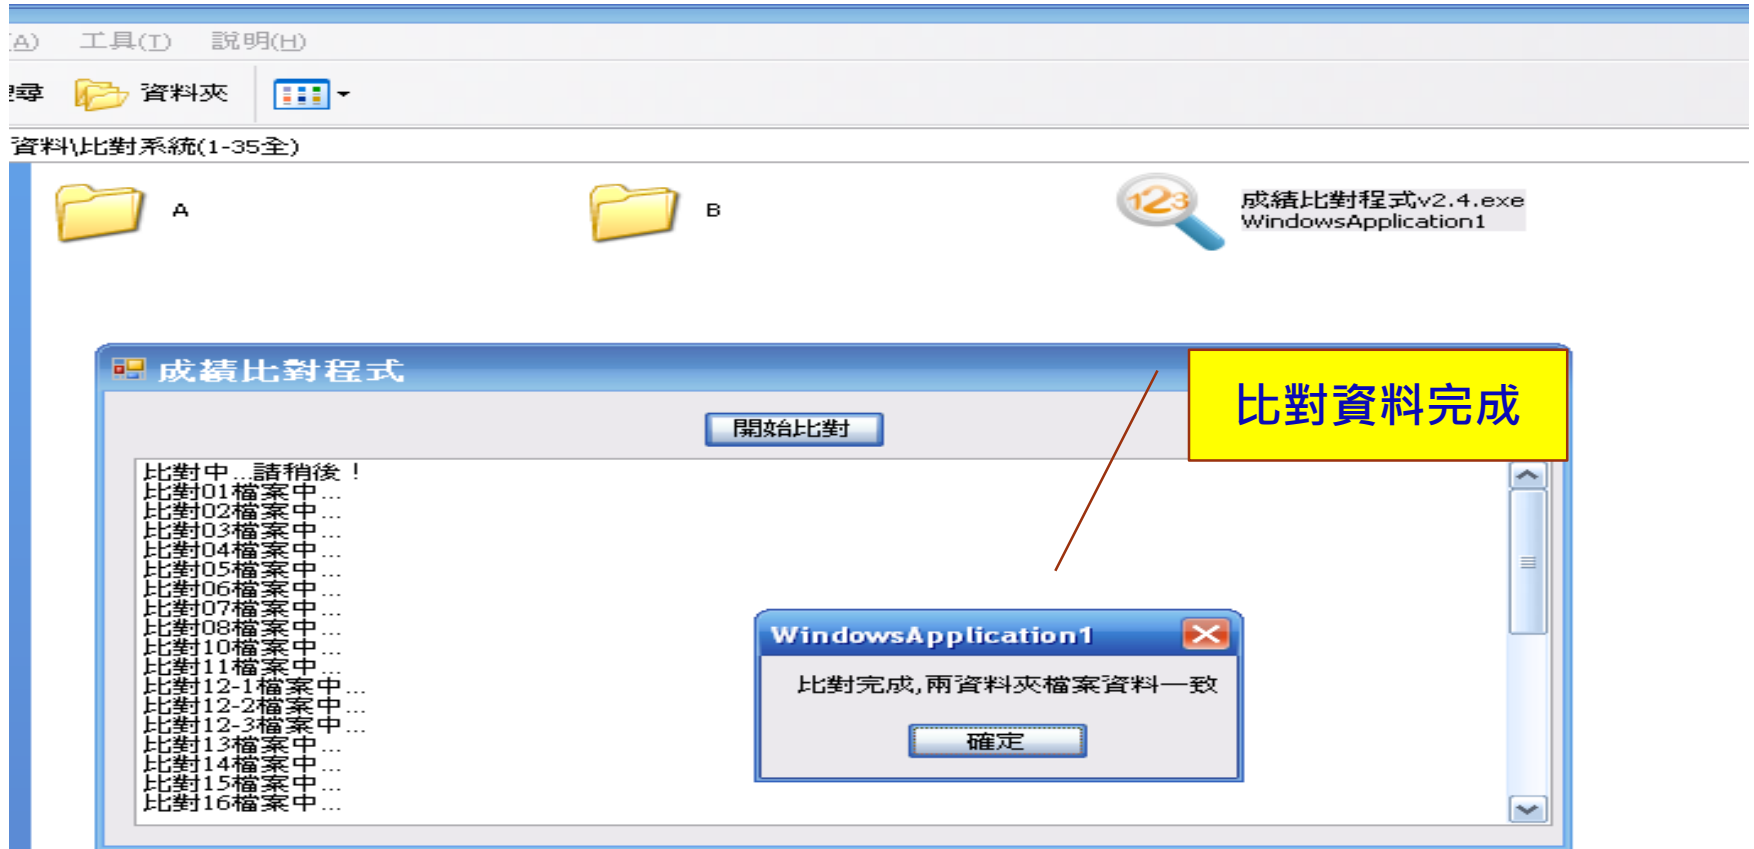 (A) 工具(T) 說明(H)
搜尋 資料夾
資料\比對系統(1-35全)
A
B
成績比對程式v2.4.exe
WindowsApplication1
成績比對程式
比對資料完成
開始比對
比對中...請稍後！
比對01檔案中...
比對02檔案中...
比對03檔案中...
比對04檔案中...
比對05檔案中...
比對06檔案中...
比對07檔案中...
比對08檔案中...
比對10檔案中...
比對11檔案中...
比對12-1檔案中...
比對12-2檔案中...
比對12-3檔案中...
比對13檔案中...
比對14檔案中...
比對15檔案中...
比對16檔案中...
WindowsApplication1
比對完成,兩資料夾檔案資料一致
確定